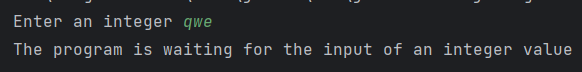 Enter an integer qwe
The program is waiting for the input of an integer value